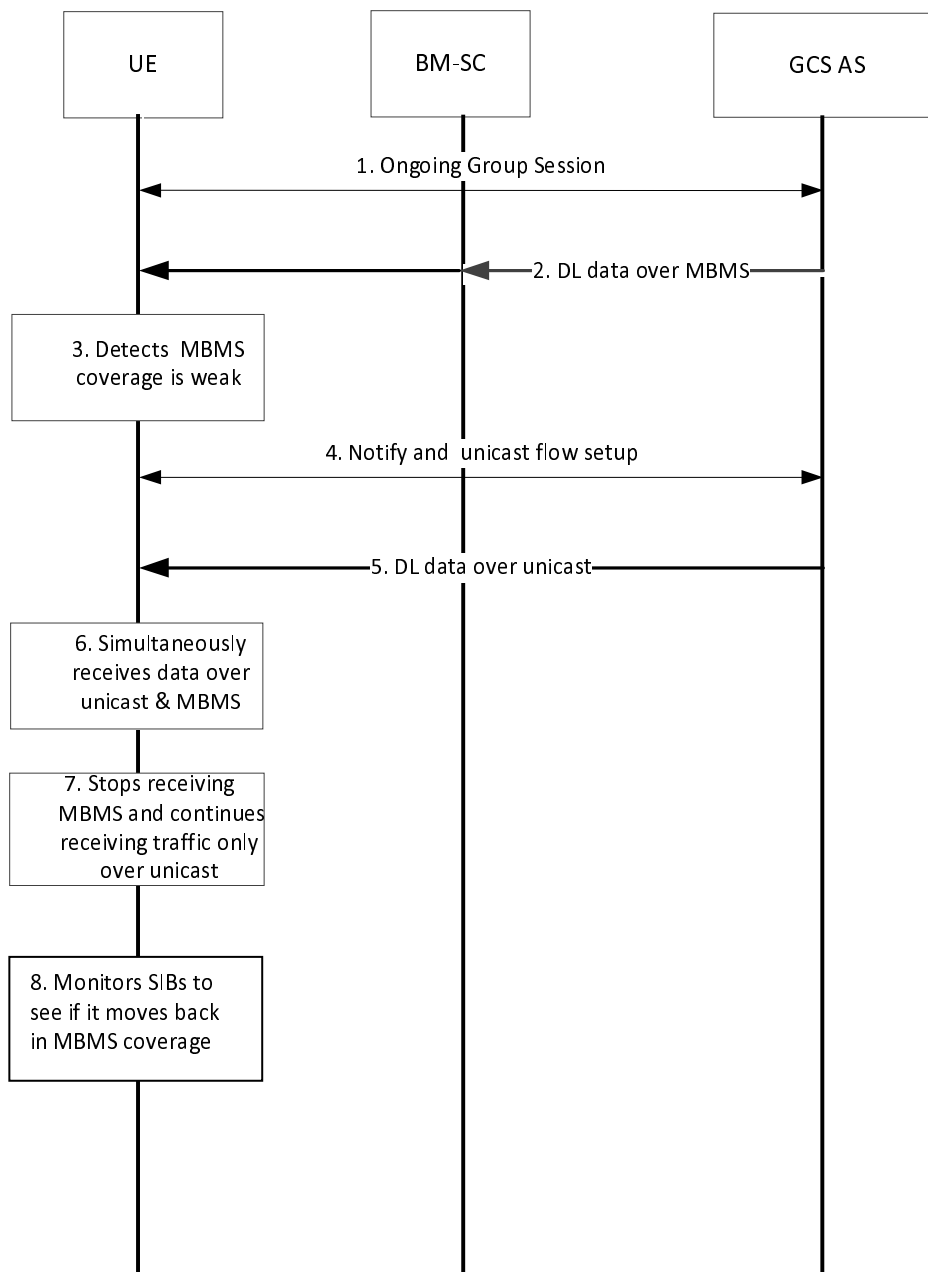 UE
BM-SC
GCS AS
1. Ongoing Group Session
2. DL data over MBMS
3. Detects MBMS
coverage is weak
4. Notify and unicast flow setup
5. DL data over unicast
6. Simultaneously
receives data over
unicast & MBMS
7. Stops receiving
MBMS and continues
receiving traffic only
over unicast
8. Monitors SIBs to
see if it moves back
in MBMS coverage